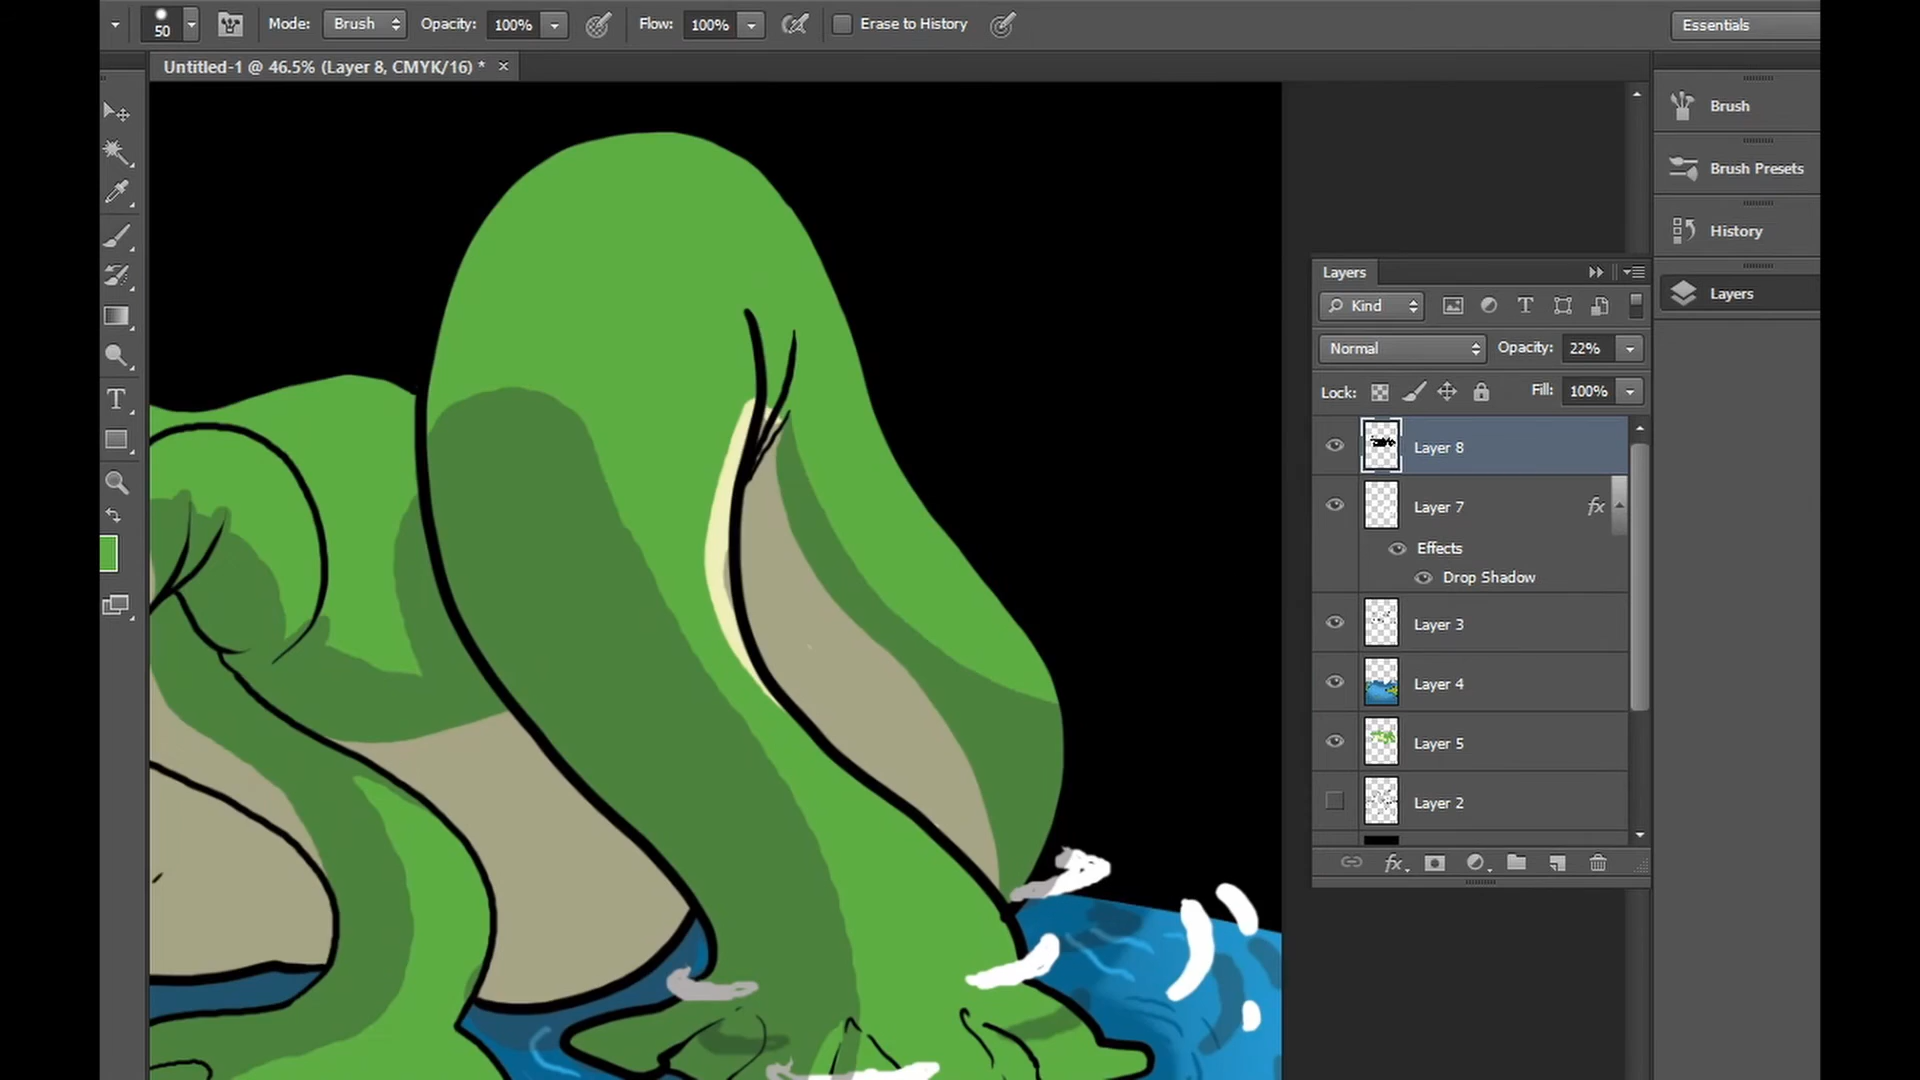 50 Mode: Brush Opacity: 100% Flow: 100% Erase to History Essentials
Untitled-1 @ 46.5% (Layer 8, CMYK/16) * ×
Brush
Brush Presets
History
Layers
Layers
Kind
Normal Opacity: 22%
Lock: Fill: 100%
Layer 8
Layer 7 fx
Effects
Drop Shadow
Layer 3
Layer 4
Layer 5
Layer 2
fx